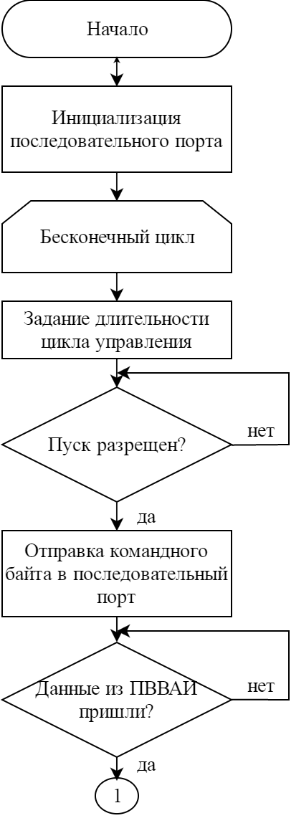 Начало
Инициализация
последовательного порта
Бесконечный цикл
Задание длительности
цикла управления
Пуск разрешен?
нет
да
Отправка командного
байта в последовательный
порт
Данные из ПВВАИ
пришли?
нет
да
1